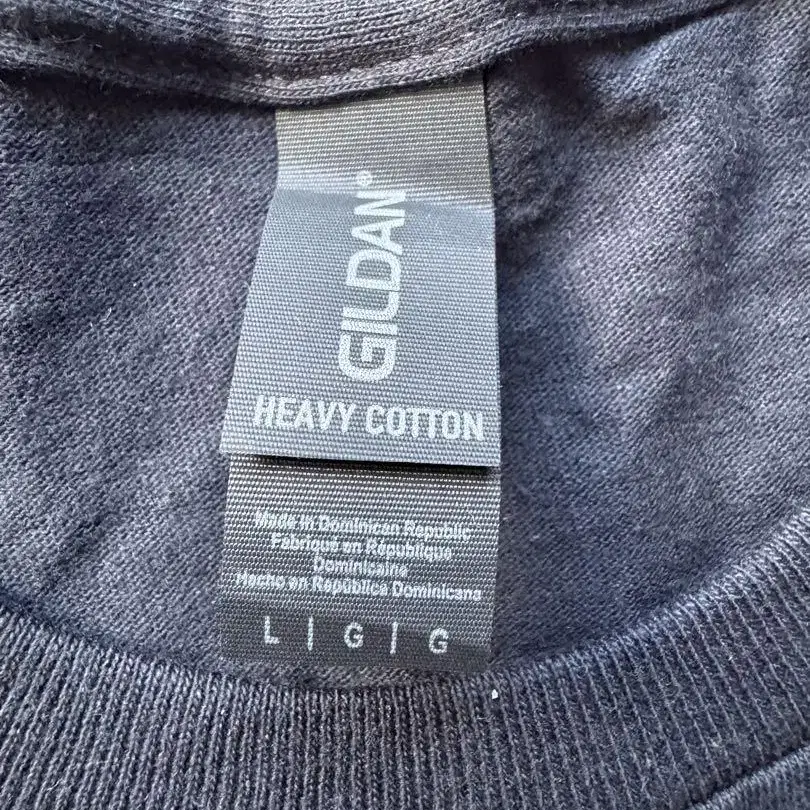 GILDAN®
HEAVY COTTON
Made in Dominican Republic
Fabriqué en République
Dominicaine
Hecho en República Dominicana
L | G | G